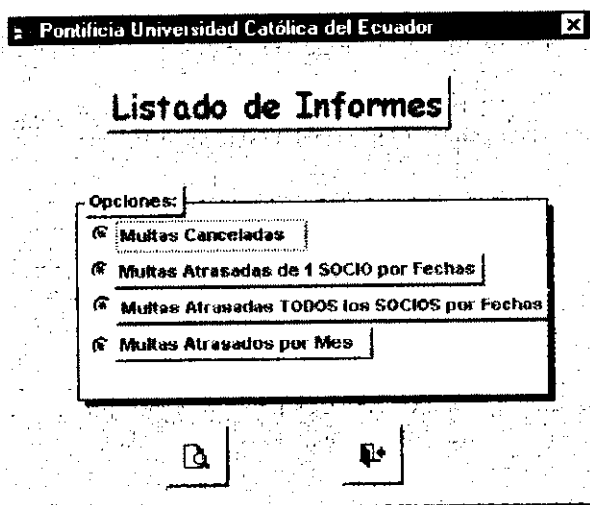 Pontificia Universidad Católica del Ecuador
Listado de Informes
Opciones:
Multas Canceladas
Multas Atrasadas de 1 SOCIO por Fechas
Multas Atrasadas TODOS los SOCIOS por Fechas
Multas Atrasados por Mes